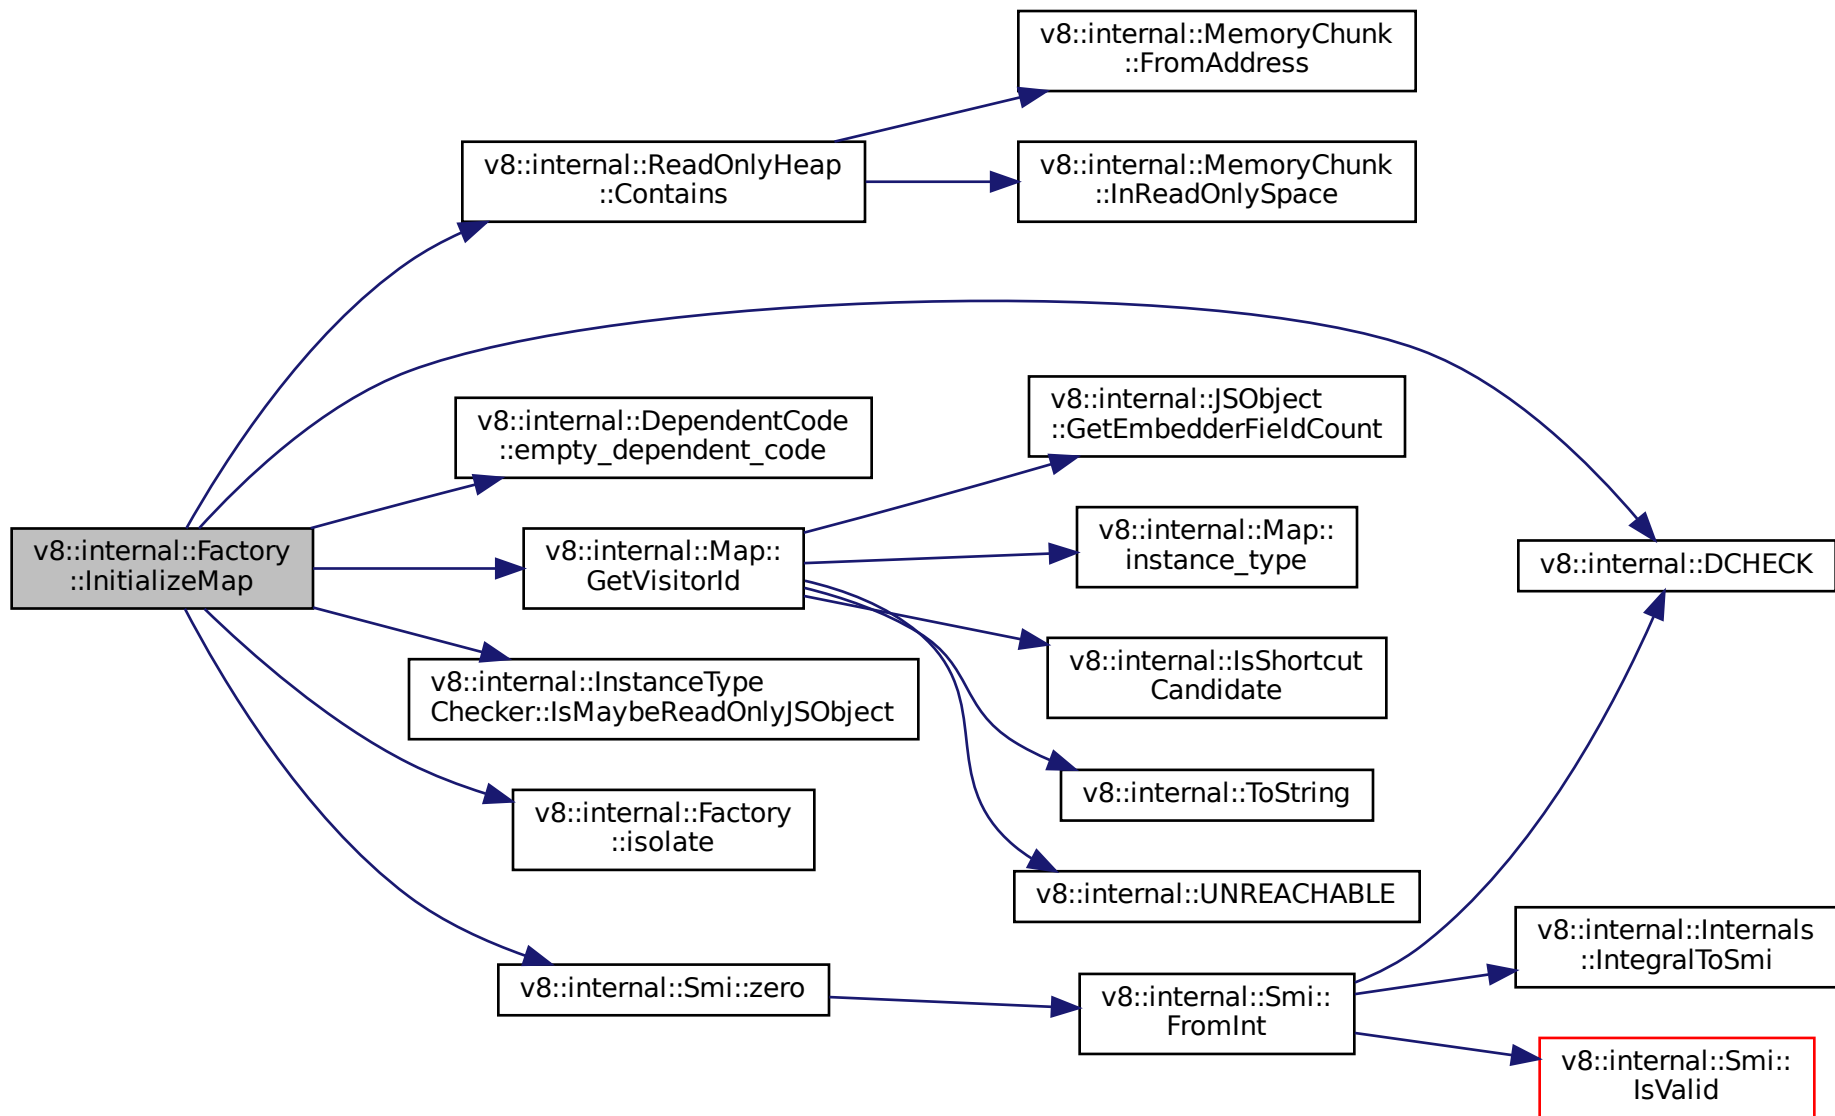 v8::internal::MemoryChunk
::FromAddress
v8::internal::ReadOnlyHeap
::Contains
v8::internal::MemoryChunk
::InReadOnlySpace
v8::internal::DependentCode
::empty_dependent_code
v8::internal::JSObject
::GetEmbedderFieldCount
v8::internal::Factory
::InitializeMap
v8::internal::Map::
GetVisitorId
v8::internal::Map::
instance_type
v8::internal::DCHECK
v8::internal::InstanceType
Checker::IsMaybeReadOnlyJSObject
v8::internal::IsShortcut
Candidate
v8::internal::Factory
::isolate
v8::internal::ToString
v8::internal::UNREACHABLE
v8::internal::Smi::zero
v8::internal::Smi::
FromInt
v8::internal::Internals
::IntegralToSmi
v8::internal::Smi::
IsValid